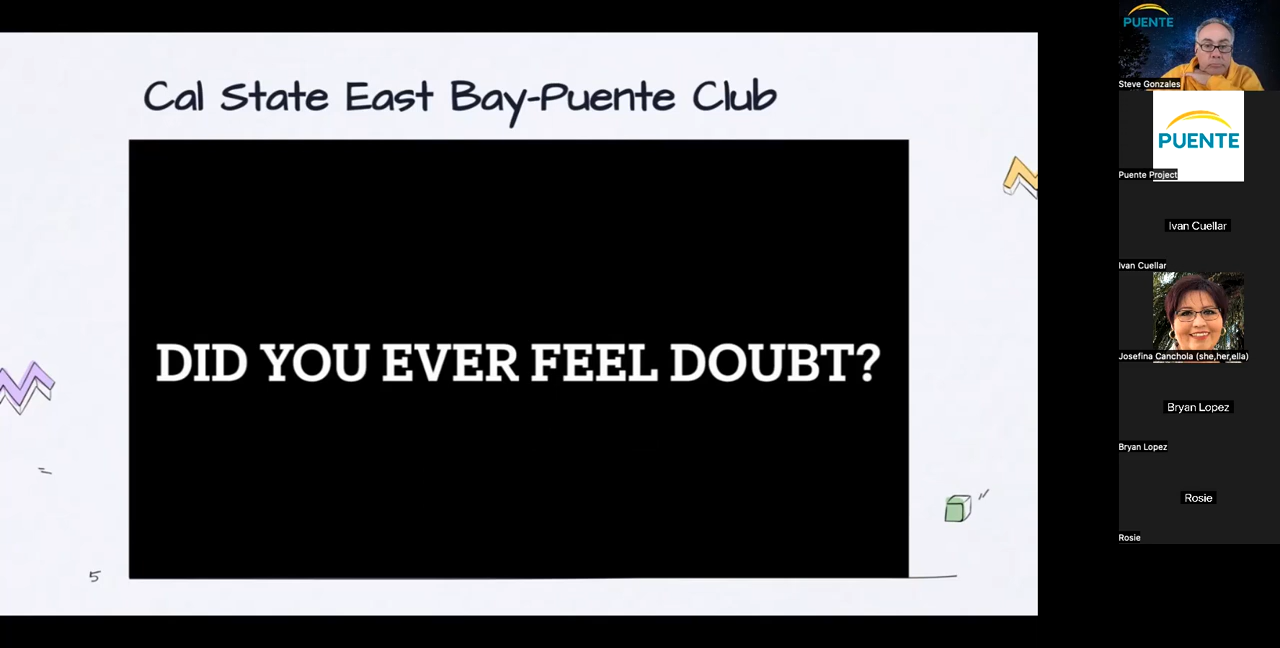 Cal State East Bay-Puente Club
DID YOU EVER FEEL DOUBT?
5
PUENTE
Steve Gonzales
PUENTE
Puente Project
Ivan Cuellar
Ivan Cuellar
Josefina Canchola (she,her,ella)
Bryan Lopez
Bryan Lopez
Rosie
Rosie